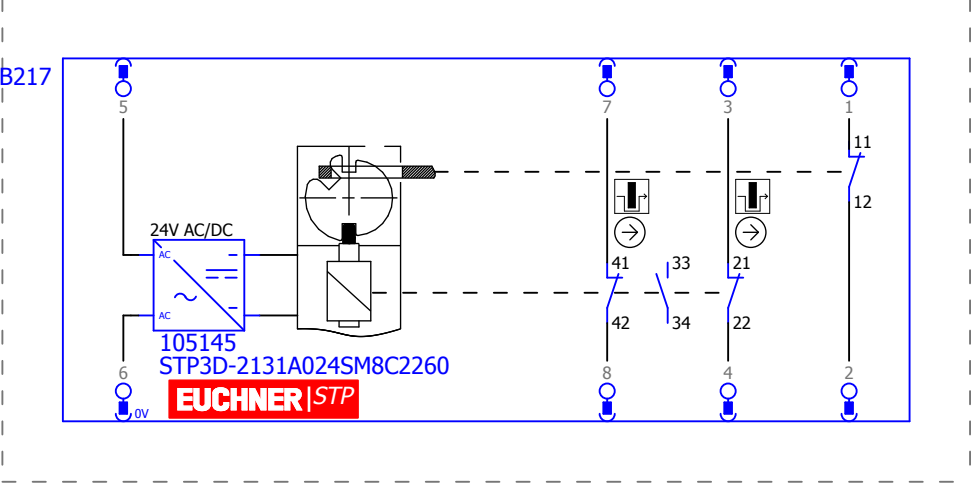 B217
5
7
3
1
11
12
24V AC/DC
AC
AC
41
33
21
42
34
22
105145
STP3D-2131A024SM8C2260
6
8
4
2
EUCHNER|STP
0V